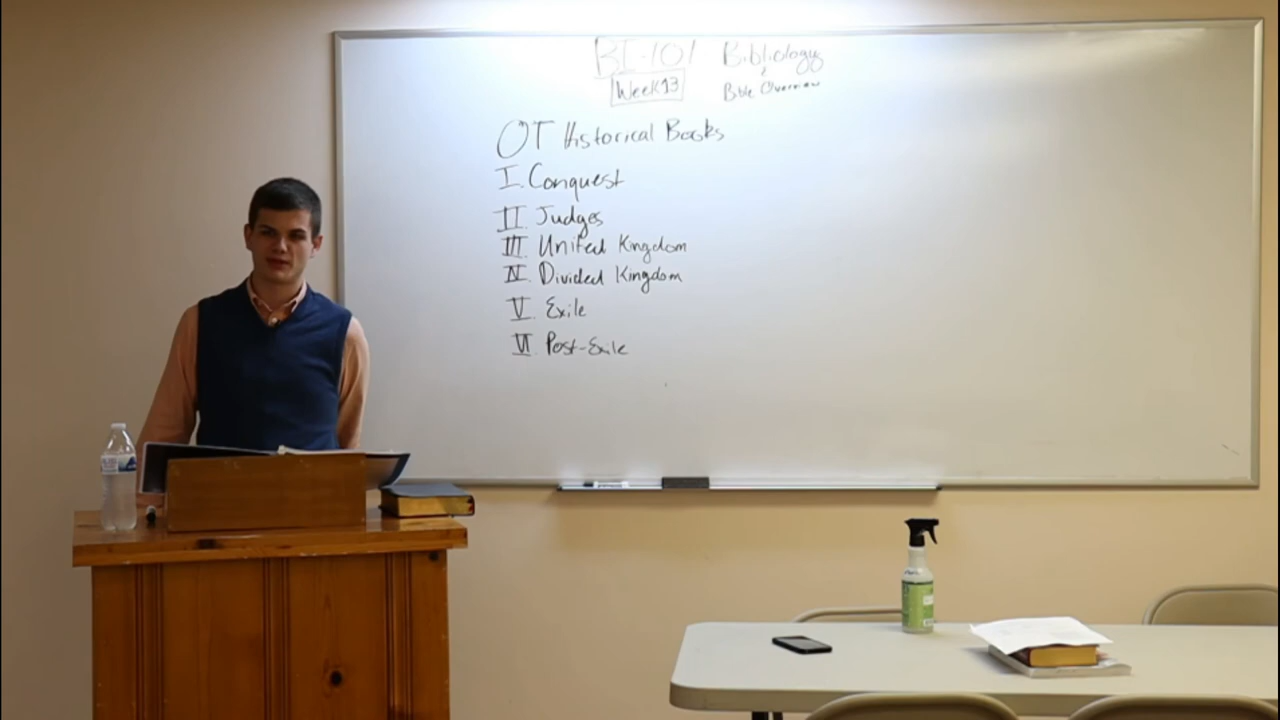 BI-101 Bibliology
&
Week 13 Bible Overview
OT Historical Books
I. Conquest
II. Judges
III. United Kingdom
IV. Divided Kingdom
V. Exile
VI. Post-Exile